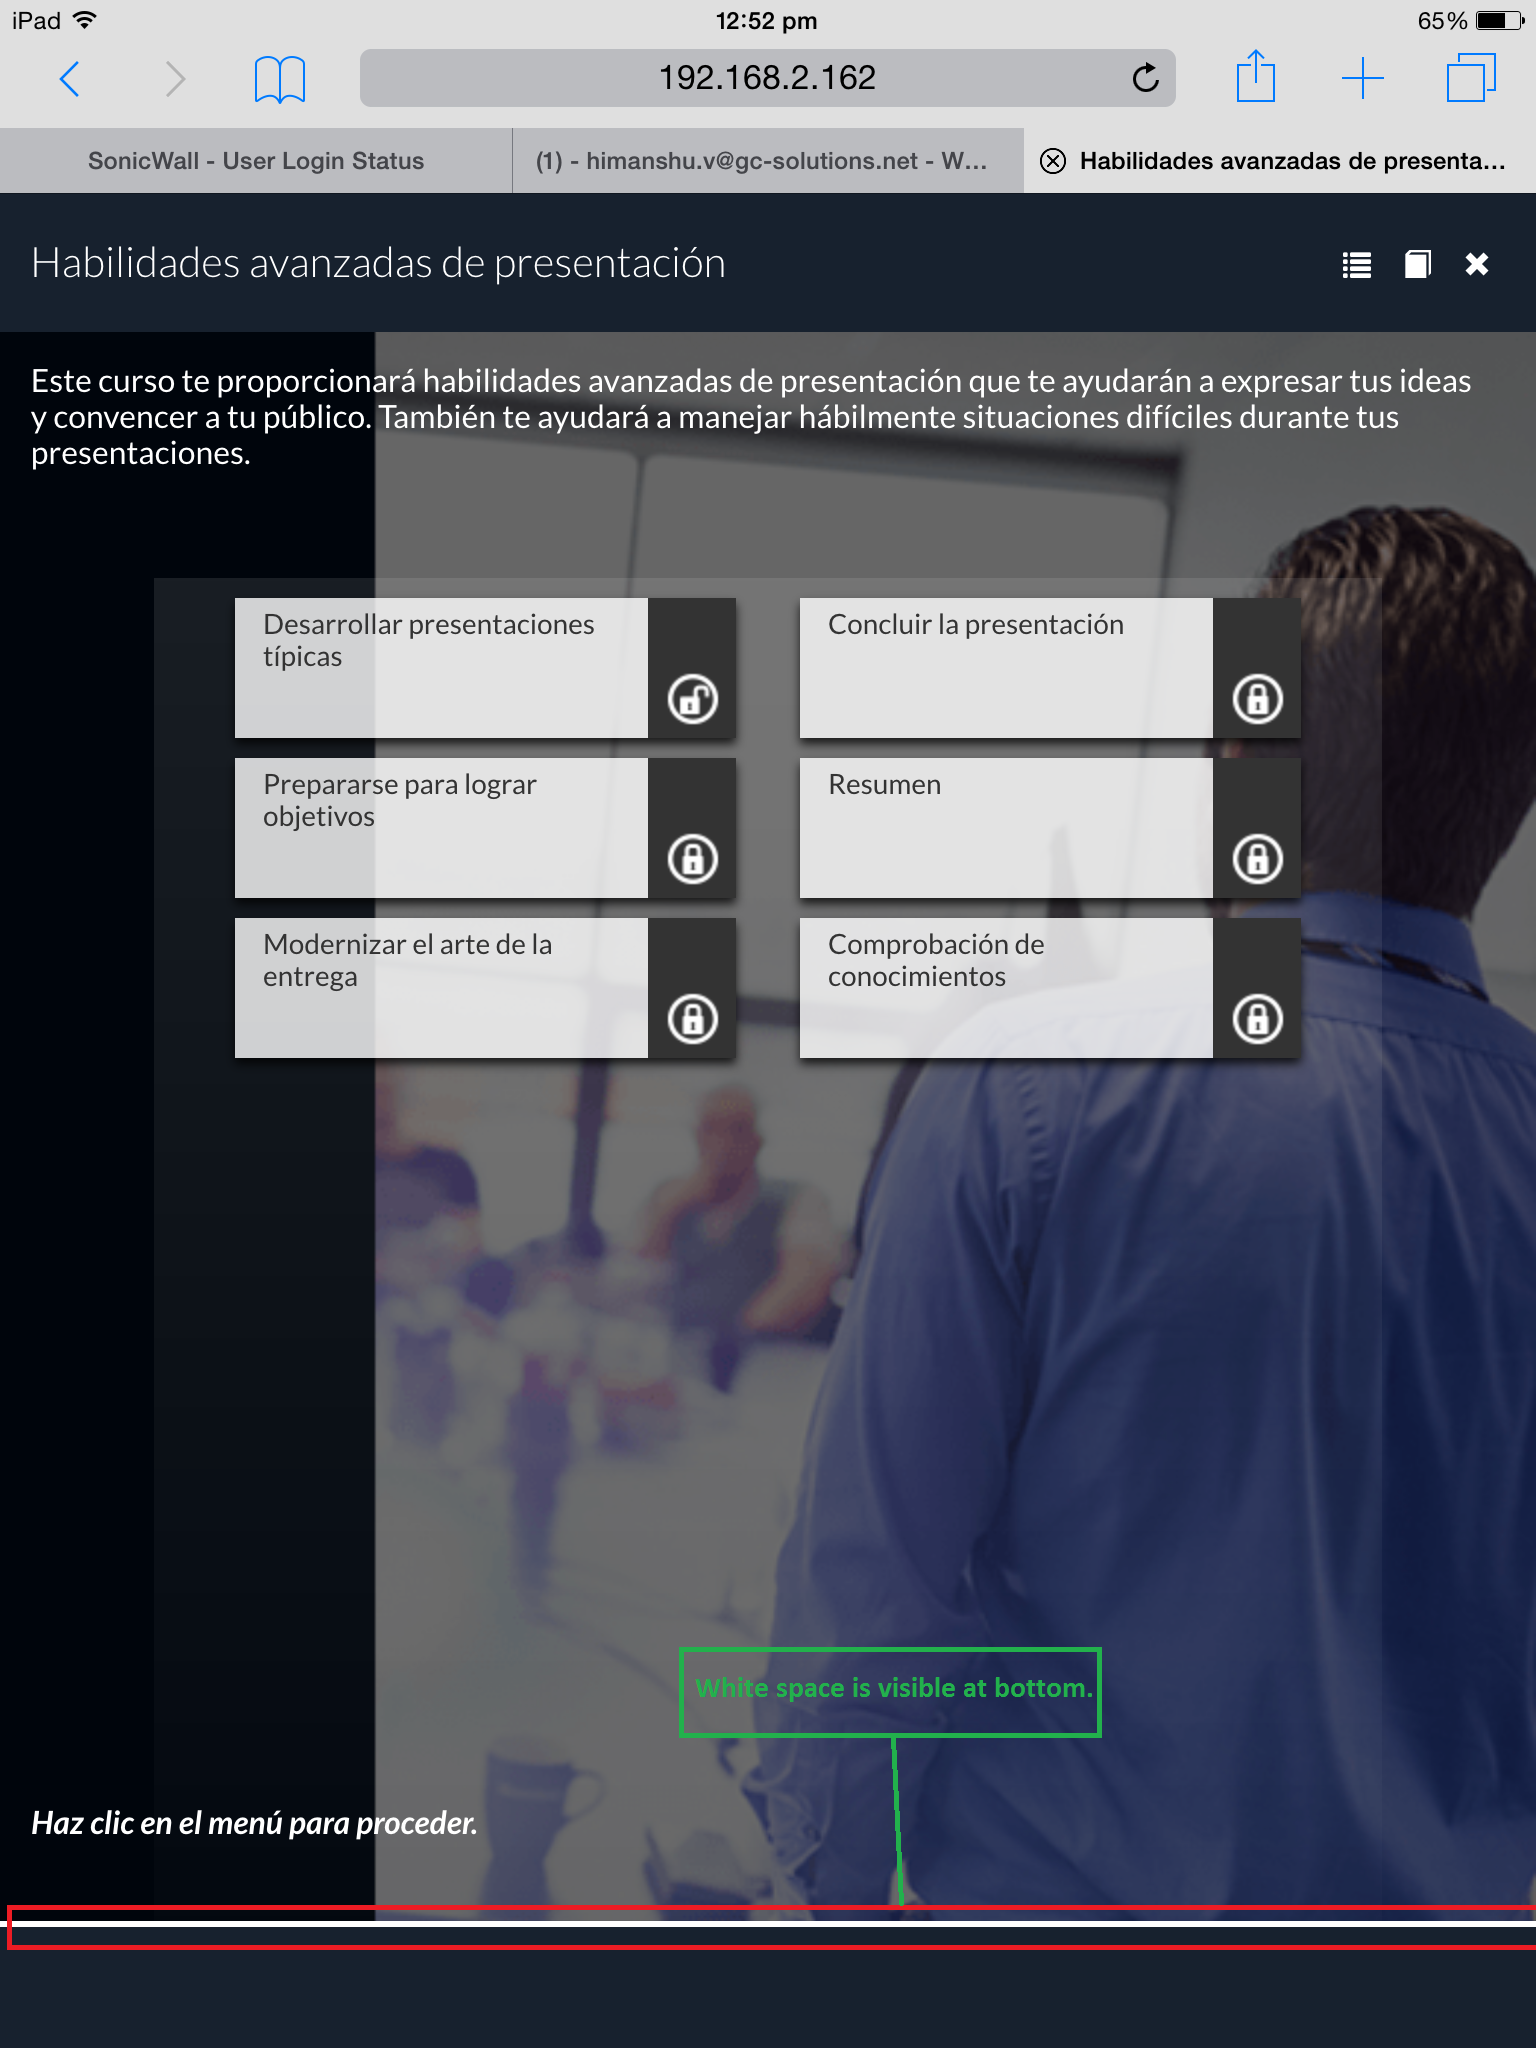 iPad 12:52 pm 65%
192.168.2.162
SonicWall - User Login Status (1) - himanshu.v@gc-solutions.net - W... Habilidades avanzadas de presenta...
Habilidades avanzadas de presentación
Este curso te proporcionará habilidades avanzadas de presentación que te ayudarán a expresar tus ideas
y convencer a tu público. También te ayudará a manejar hábilmente situaciones difíciles durante tus
presentaciones.
Desarrollar presentaciones
típicas
Concluir la presentación
Prepararse para lograr
objetivos
Resumen
Modernizar el arte de la
entrega
Comprobación de
conocimientos
White space is visible at bottom.
Haz clic en el menú para proceder.